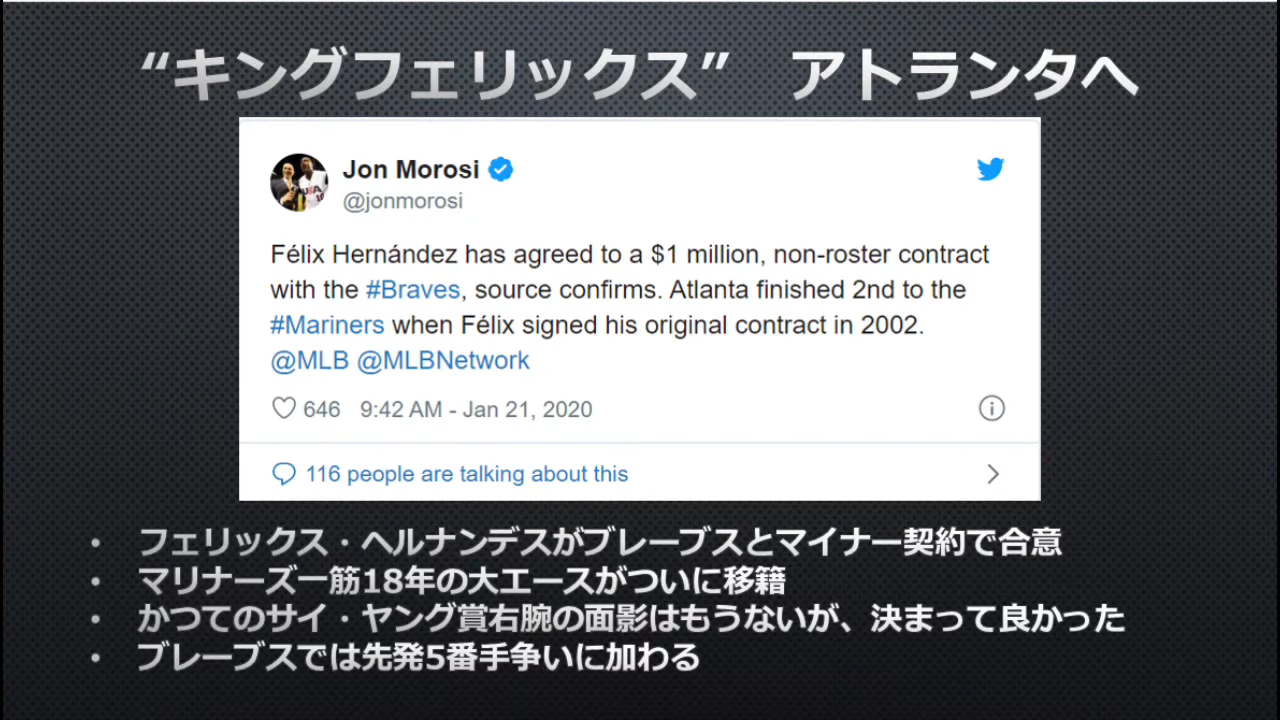 “キングフェリックス”　アトランタへ
Jon Morosi
@jonmorosi
Félix Hernández has agreed to a $1 million, non-roster contract
with the #Braves, source confirms. Atlanta finished 2nd to the
#Mariners when Félix signed his original contract in 2002.
@MLB @MLBNetwork
646 9:42 AM - Jan 21, 2020
116 people are talking about this
• フェリックス・ヘルナンデスがブレーブスとマイナー契約で合意
• マリナーズ一筋18年の大エースがついに移籍
• かつてのサイ・ヤング賞右腕の面影はもうないが、決まって良かった
• ブレーブスでは先発5番手争いに加わる